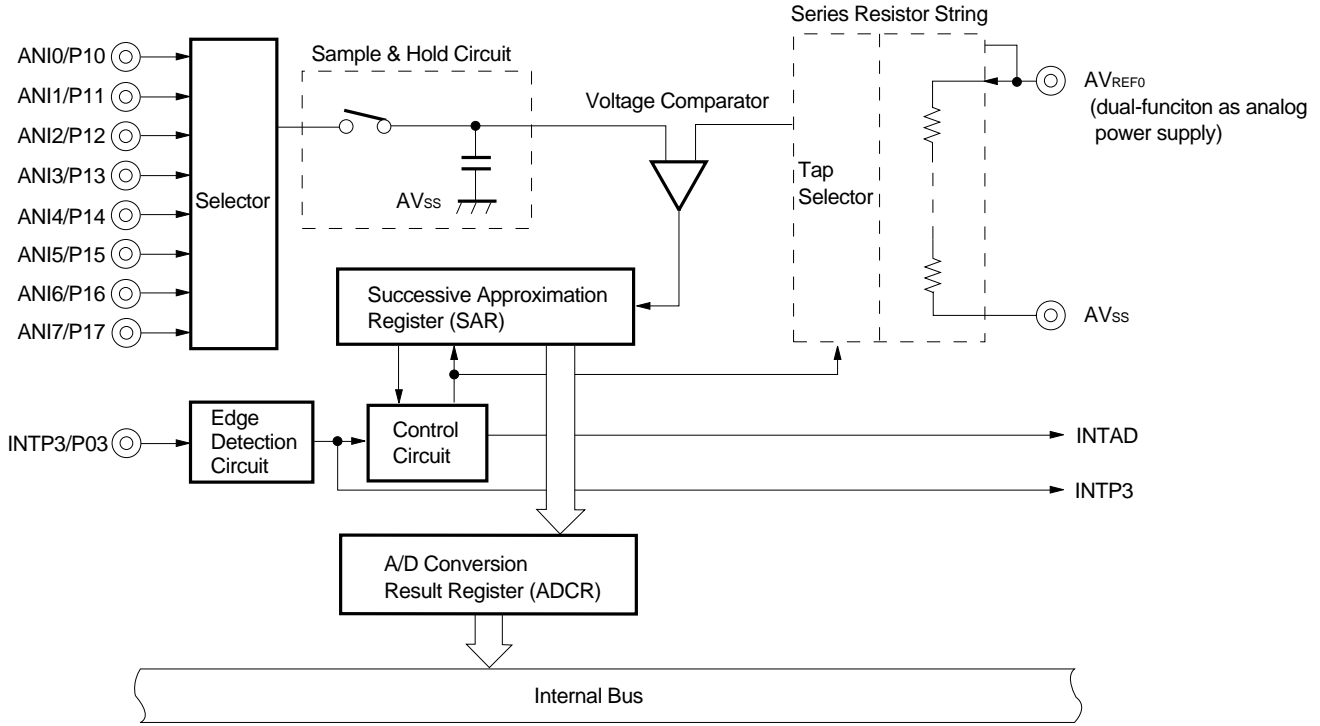 Series Resistor String
ANI0/P10
ANI1/P11
ANI2/P12
ANI3/P13
ANI4/P14
ANI5/P15
ANI6/P16
ANI7/P17
Selector
Sample & Hold Circuit
AVSS
Voltage Comparator
Tap
Selector
AVREF0
(dual-funciton as analog
power supply)
AVSS
Successive Approximation
Register (SAR)
INTP3/P03
Edge
Detection
Circuit
Control
Circuit
INTAD
INTP3
A/D Conversion
Result Register (ADCR)
Internal Bus